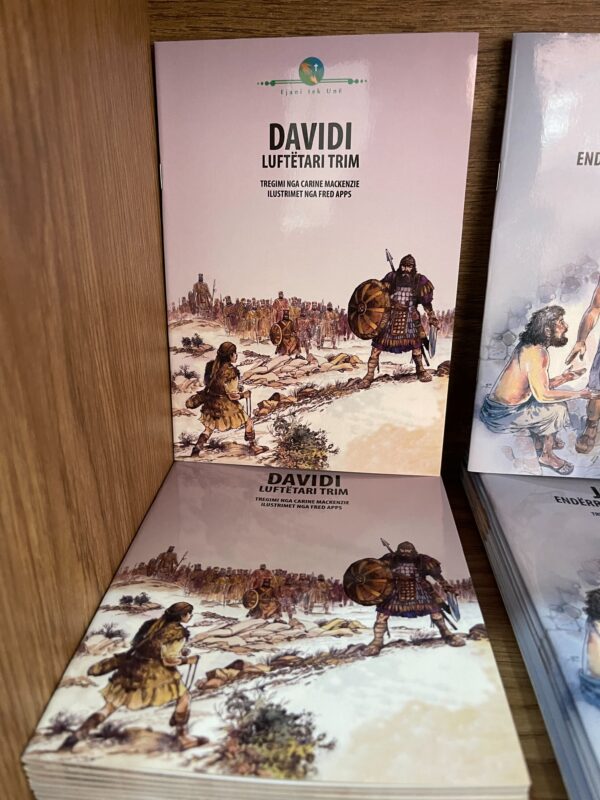 Ejani tek Unë
DAVIDI
LUFTËTARI TRIM
TREGIMI NGA CARINE MACKENZIE
ILUSTRIMET NGA FRED APPS
DAVIDI
LUFTËTARI TRIM
TREGIMI NGA CARINE MACKENZIE
ILUSTRIMET NGA FRED APPS